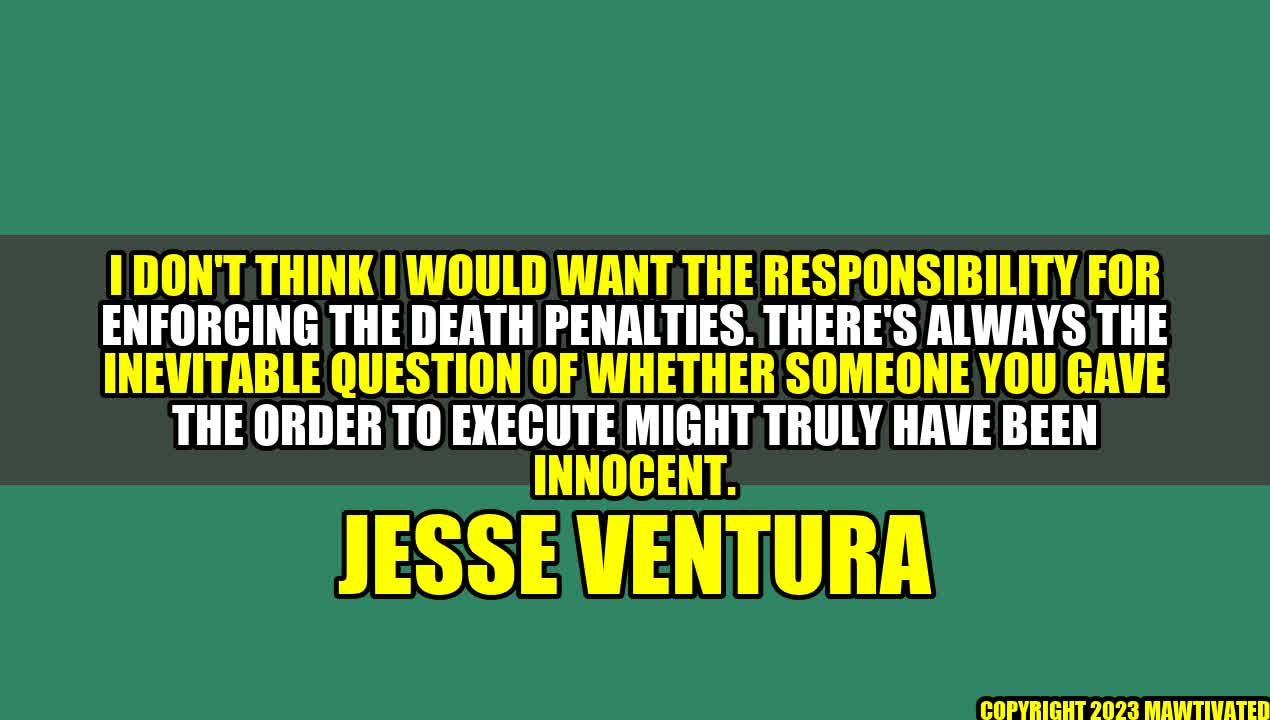 I DON'T THINK I WOULD WANT THE RESPONSIBILITY FOR
ENFORCING THE DEATH PENALTIES. THERE'S ALWAYS THE
INEVITABLE QUESTION OF WHETHER SOMEONE YOU GAVE
THE ORDER TO EXECUTE MIGHT TRULY HAVE BEEN
INNOCENT.
JESSE VENTURA
COPYRIGHT 2023 MAWTIVATED